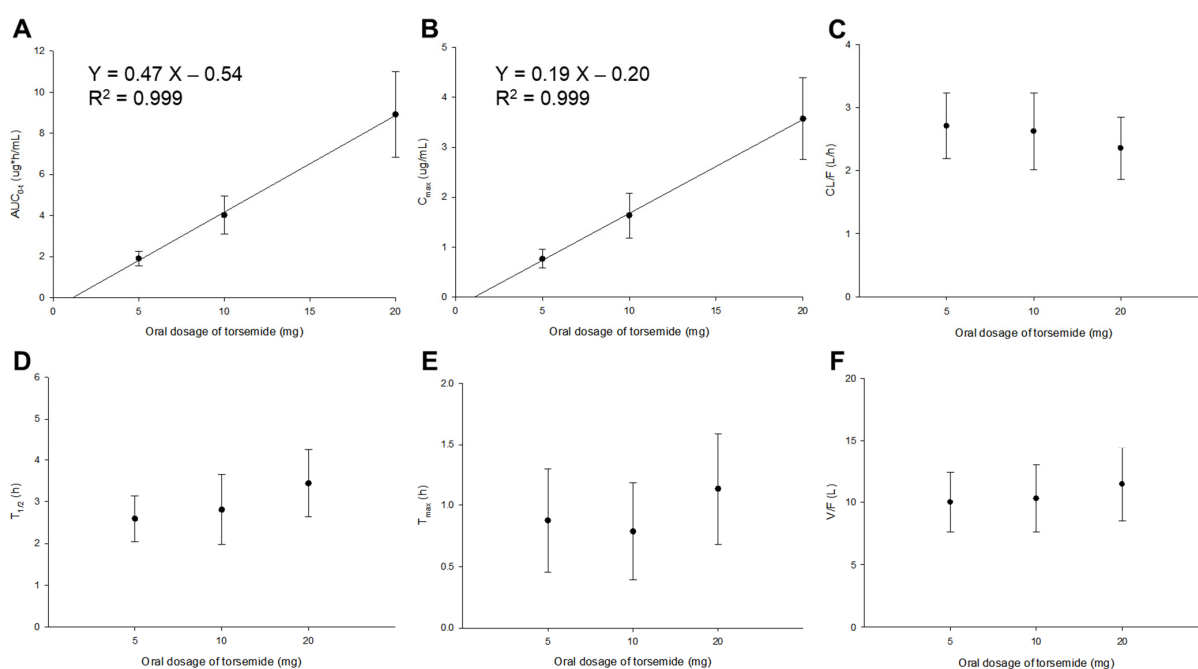 A
Y = 0.47 X – 0.54
R² = 0.999
12
10
8
6
4
2
0
AUC0-t (ug*h/mL)
0 5 10 15 20
Oral dosage of torsemide (mg)
B
Y = 0.19 X – 0.20
R² = 0.999
5
4
3
2
1
0
Cmax (ug/mL)
0 5 10 15 20
Oral dosage of torsemide (mg)
C
4
3
2
1
0
CL/F (L/h)
5 10 20
Oral dosage of torsemide (mg)
D
6
5
4
3
2
1
0
T1/2 (h)
5 10 20
Oral dosage of torsemide (mg)
E
2.0
1.5
1.0
0.5
0.0
Tmax (h)
5 10 20
Oral dosage of torsemide (mg)
F
20
15
10
5
0
V/F (L)
5 10 20
Oral dosage of torsemide (mg)